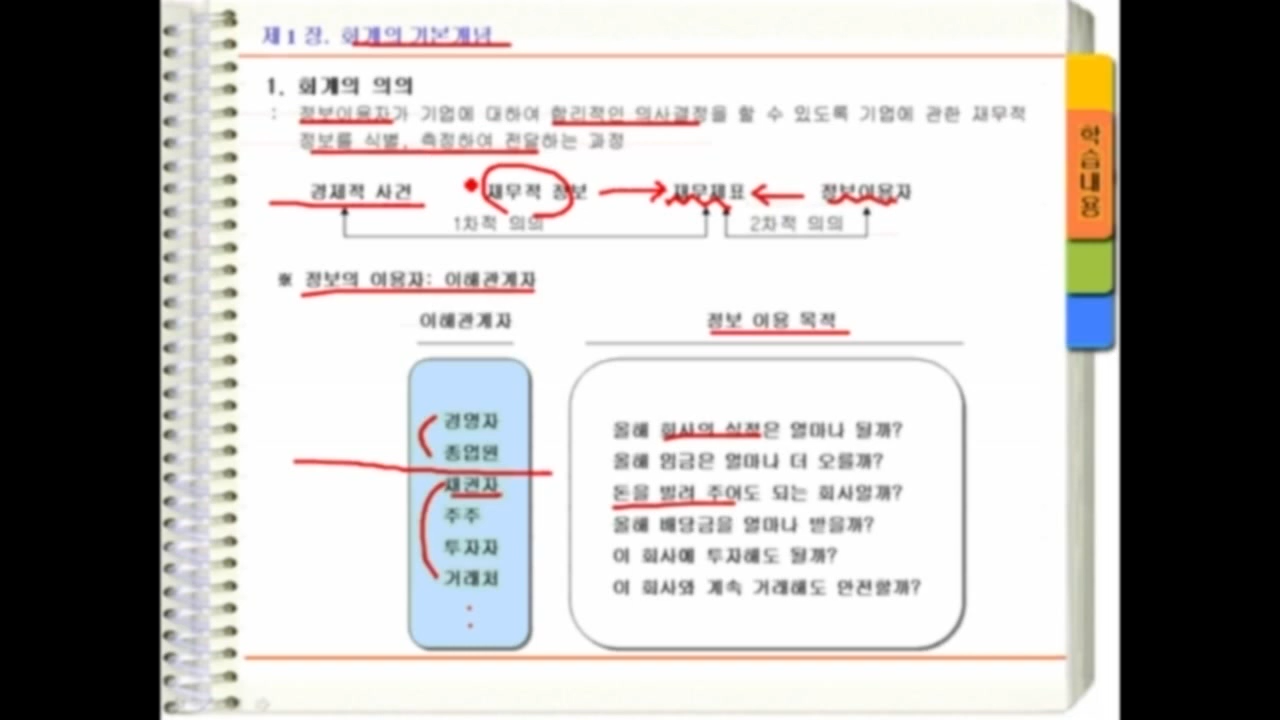 제 1 장. 회계의 기본개념
1. 회계의 의의
: 정보이용자가 기업에 대하여 합리적인 의사결정을 할 수 있도록 기업에 관한 재무적
정보를 식별, 측정하여 전달하는 과정
경제적 사건 재무적 정보 재무제표 정보이용자
1차적 의의 2차적 의의
※ 정보의 이용자: 이해관계자
이해관계자 정보 이용 목적
경영자 올해 회사의 실적은 얼마나 될까?
종업원 올해 임금은 얼마나 더 오를까?
채권자 돈을 빌려 주어도 되는 회사일까?
주주 올해 배당금을 얼마나 받을까?
투자자 이 회사에 투자해도 될까?
거래처 이 회사와 계속 거래해도 안전할까?
학습내용